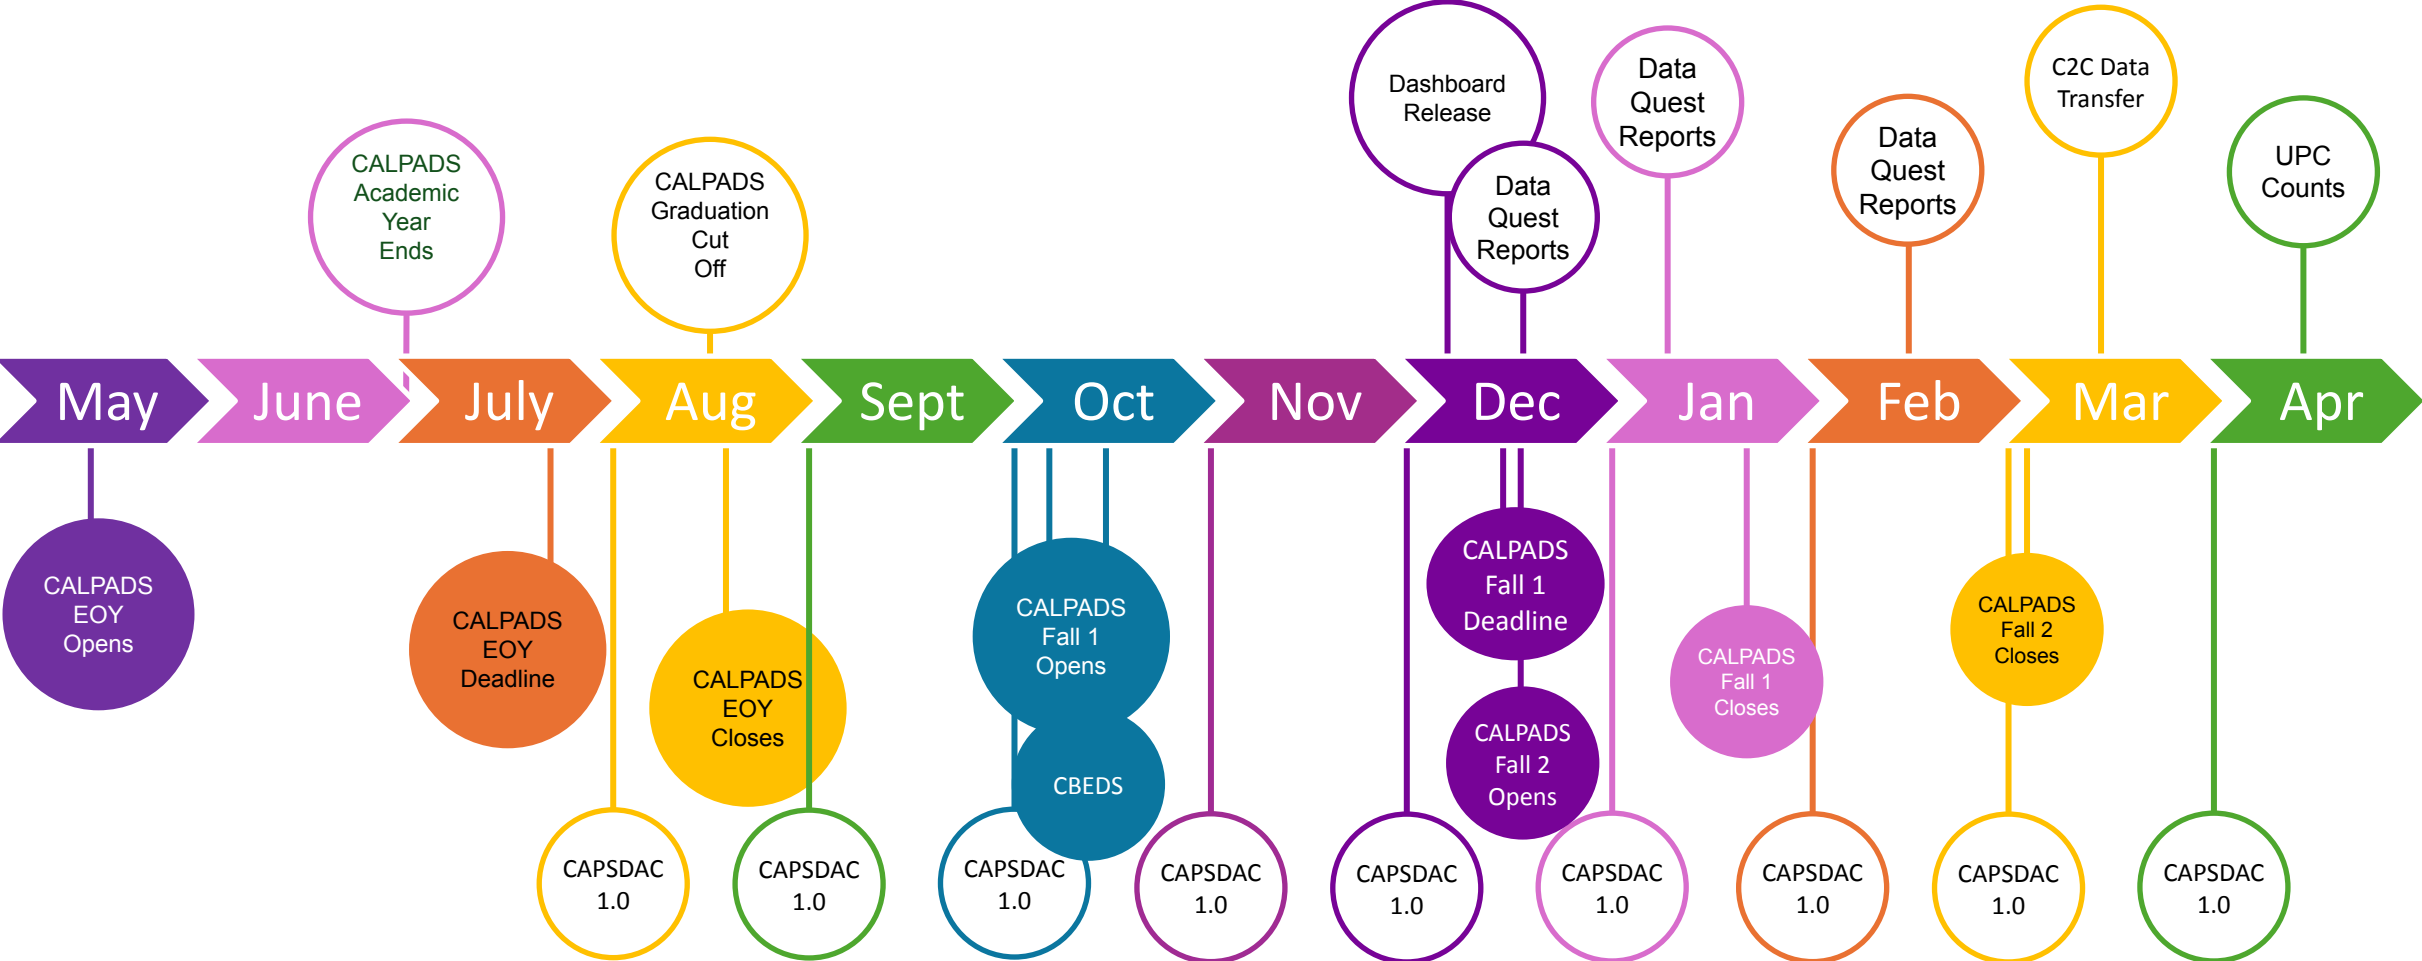 Dashboard
Release
Data
Quest
Reports
Data
Quest
Reports
C2C Data
Transfer
Data
Quest
Reports
UPC
Counts
CALPADS
Academic
Year
Ends
CALPADS
Graduation
Cut
Off
May
June
July
Aug
Sept
Oct
Nov
Dec
Jan
Feb
Mar
Apr
CALPADS
EOY
Opens
CALPADS
EOY
Deadline
CALPADS
EOY
Closes
CALPADS
Fall 1
Opens
CBEDS
CALPADS
Fall 1
Deadline
CALPADS
Fall 2
Opens
CALPADS
Fall 1
Closes
CALPADS
Fall 2
Closes
CAPSDAC
1.0
CAPSDAC
1.0
CAPSDAC
1.0
CAPSDAC
1.0
CAPSDAC
1.0
CAPSDAC
1.0
CAPSDAC
1.0
CAPSDAC
1.0
CAPSDAC
1.0